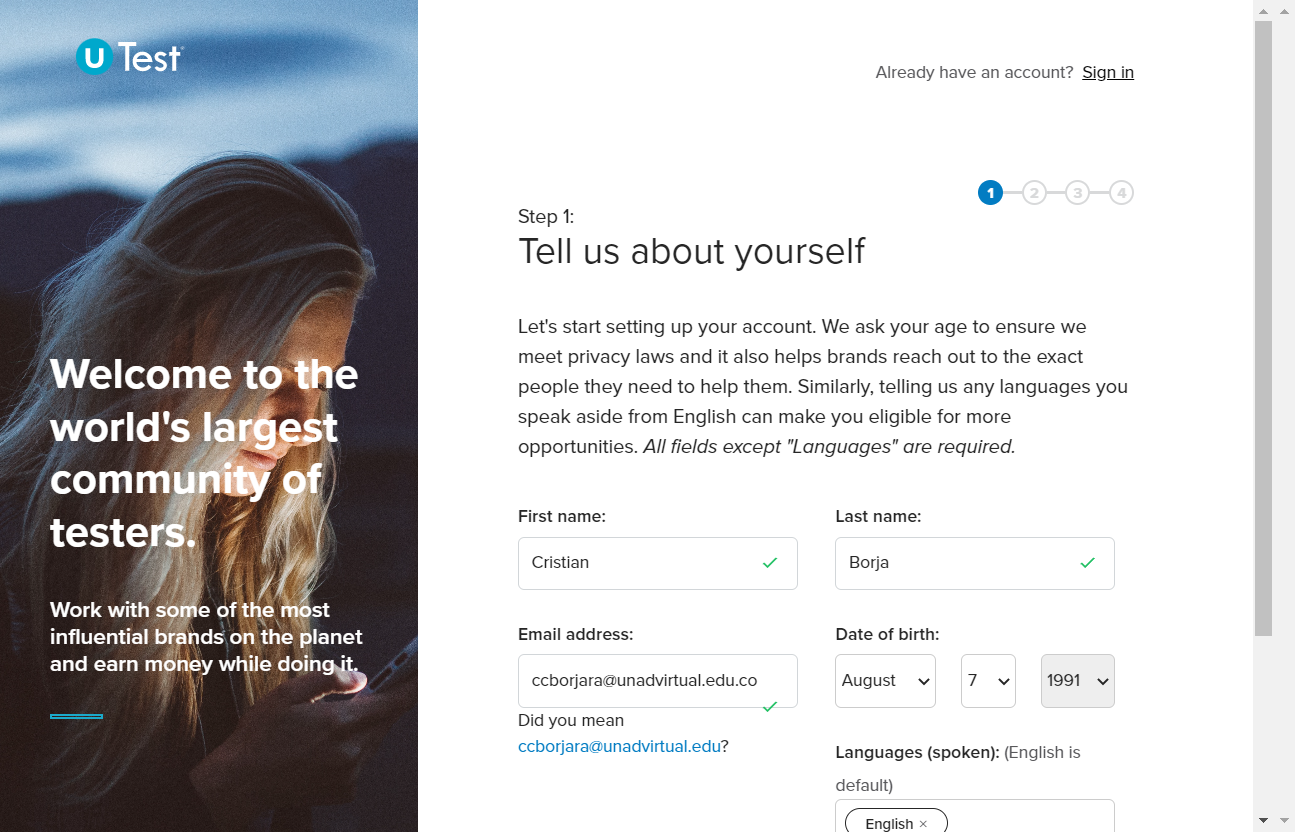 U Test
Already have an account? Sign in
1 2 3 4
Step 1:
Tell us about yourself
Let's start setting up your account. We ask your age to ensure we
meet privacy laws and it also helps brands reach out to the exact
people they need to help them. Similarly, telling us any languages you
speak aside from English can make you eligible for more
opportunities. All fields except "Languages" are required.
Welcome to the
world's largest
community of
testers.
Work with some of the most
influential brands on the planet
and earn money while doing it.
First name:
Cristian
Last name:
Borja
Email address:
ccborjara@unadvirtual.edu.co
Did you mean
ccborjara@unadvirtual.edu?
Date of birth:
August 7 1991
Languages (spoken): (English is
default)
English ×